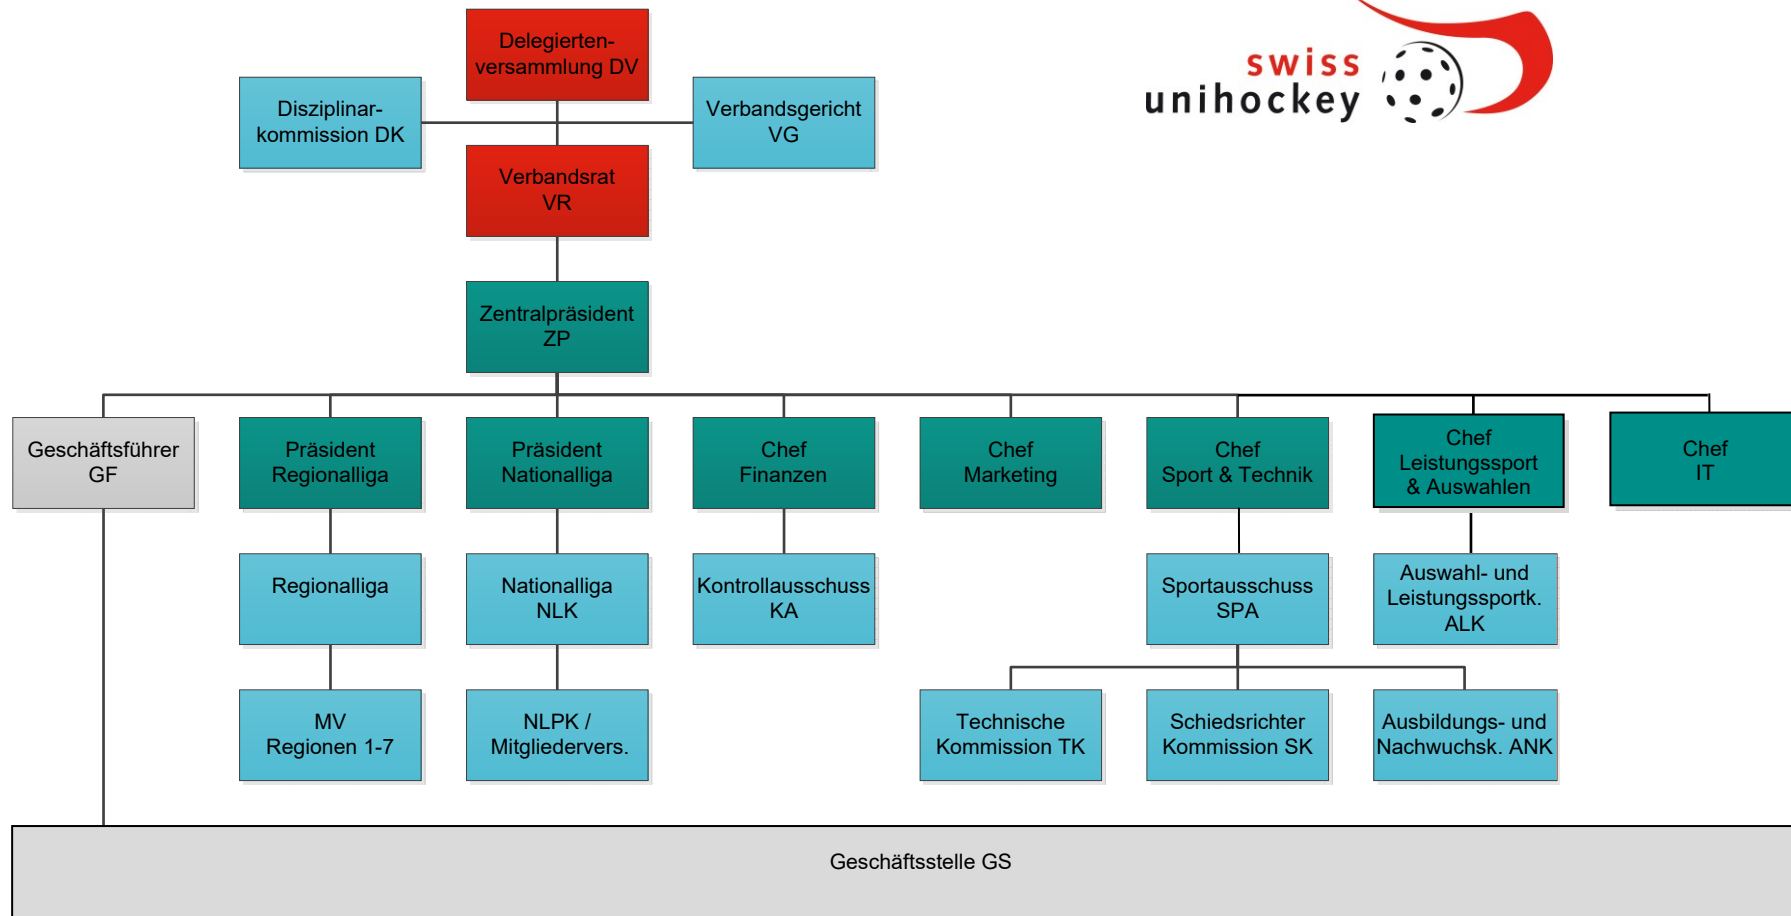 Delegierten-
versammlung DV
swiss
unihockey
Disziplinar-
kommission DK
Verbandsgericht
VG
Verbandsrat
VR
Zentralpräsident
ZP
Geschäftsführer
GF
Präsident
Regionalliga
Präsident
Nationalliga
Chef
Finanzen
Chef
Marketing
Chef
Sport & Technik
Chef
Leistungssport
& Auswahlen
Chef
IT
Regionalliga
Nationalliga
NLK
Kontrollausschuss
KA
Sportausschuss
SPA
Auswahl- und
Leistungssportk.
ALK
MV
Regionen 1-7
NLPK /
Mitgliedervers.
Technische
Kommission TK
Schiedsrichter
Kommission SK
Ausbildungs- und
Nachwuchsk. ANK
Geschäftsstelle GS